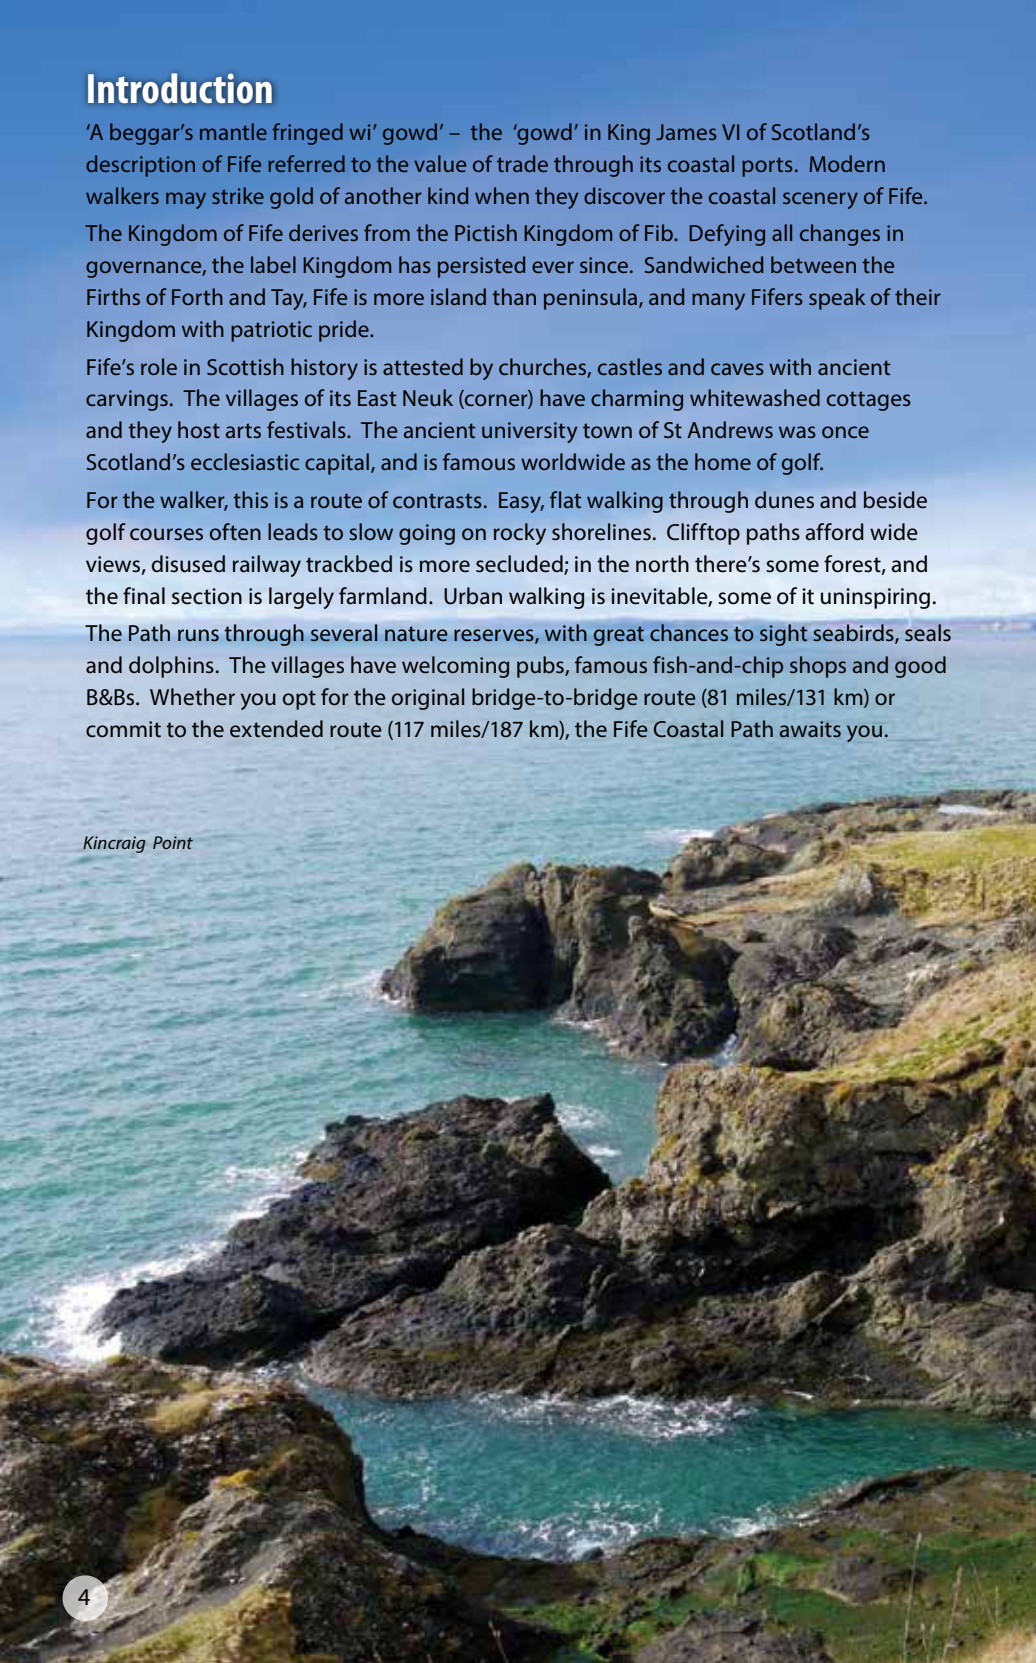 Introduction
‘A beggar’s mantle fringed wi’ gowd’ – the ‘gowd’ in King James VI of Scotland’s
description of Fife referred to the value of trade through its coastal ports. Modern
walkers may strike gold of another kind when they discover the coastal scenery of Fife.
The Kingdom of Fife derives from the Pictish Kingdom of Fib. Defying all changes in
governance, the label Kingdom has persisted ever since. Sandwiched between the
Firths of Forth and Tay, Fife is more island than peninsula, and many Fifers speak of their
Kingdom with patriotic pride.
Fife’s role in Scottish history is attested by churches, castles and caves with ancient
carvings. The villages of its East Neuk (corner) have charming whitewashed cottages
and they host arts festivals. The ancient university town of St Andrews was once
Scotland’s ecclesiastic capital, and is famous worldwide as the home of golf.
For the walker, this is a route of contrasts. Easy, flat walking through dunes and beside
golf courses often leads to slow going on rocky shorelines. Clifftop paths afford wide
views, disused railway trackbed is more secluded; in the north there’s some forest, and
the final section is largely farmland. Urban walking is inevitable, some of it uninspiring.
The Path runs through several nature reserves, with great chances to sight seabirds, seals
and dolphins. The villages have welcoming pubs, famous fish-and-chip shops and good
B&Bs. Whether you opt for the original bridge-to-bridge route (81 miles/131 km) or
commit to the extended route (117 miles/187 km), the Fife Coastal Path awaits you.
Kincraig Point
4